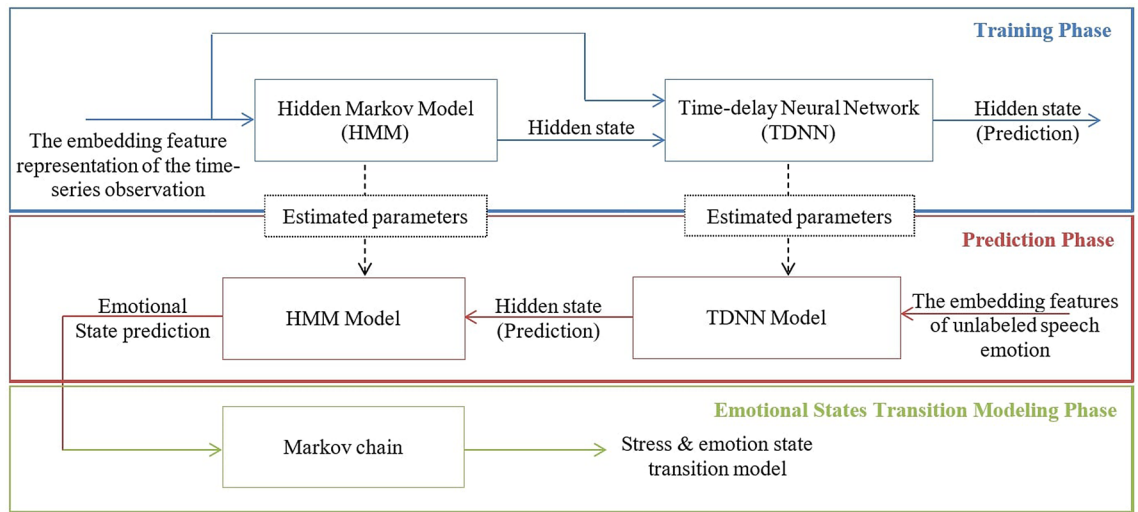 Training Phase
Hidden Markov Model
(HMM)
Time-delay Neural Network
(TDNN)
Hidden state
(Prediction)
Hidden state
The embedding feature
representation of the time-
series observation
Estimated parameters
Estimated parameters
Prediction Phase
Emotional
State prediction
HMM Model
Hidden state
(Prediction)
TDNN Model
The embedding features
of unlabeled speech
emotion
Emotional States Transition Modeling Phase
Markov chain
Stress & emotion state
transition model